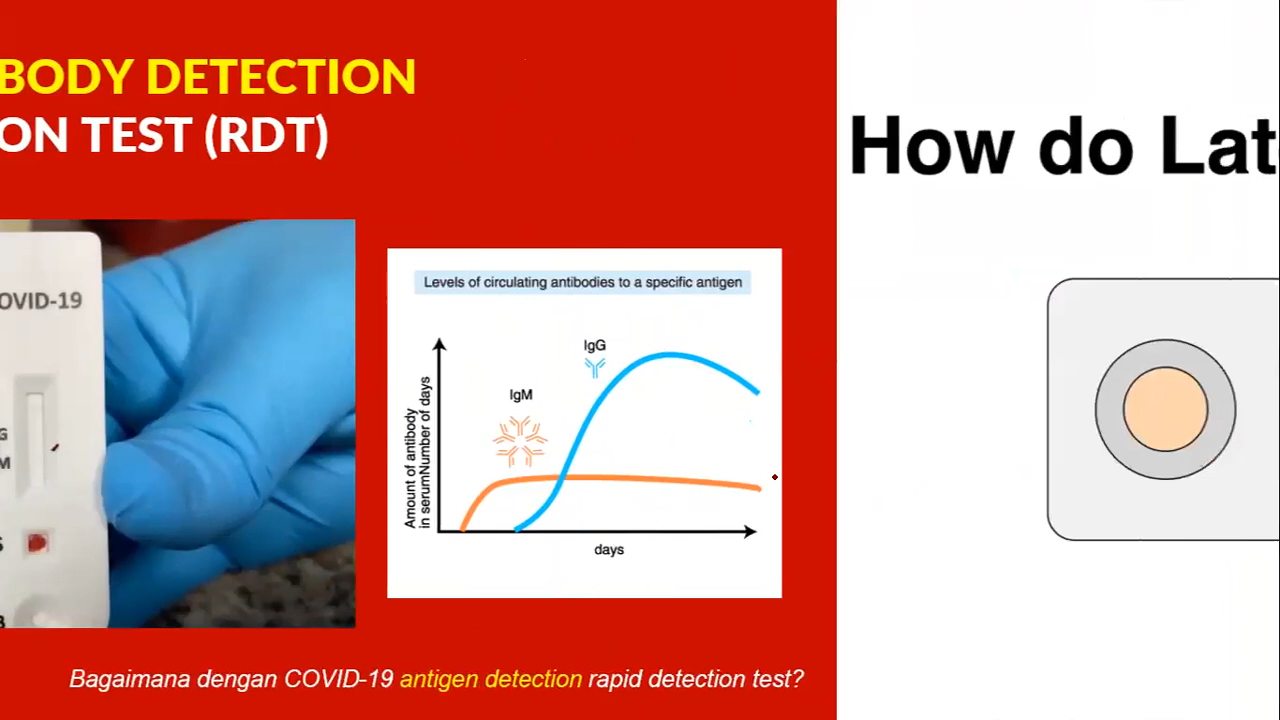 BODY DETECTION
ON TEST (RDT)
How do Lat
OVID-19
G
M
S
B
Levels of circulating antibodies to a specific antigen
IgG
IgM
Amount of antibody
in serumNumber of days
days
Bagaimana dengan COVID-19 antigen detection rapid detection test?